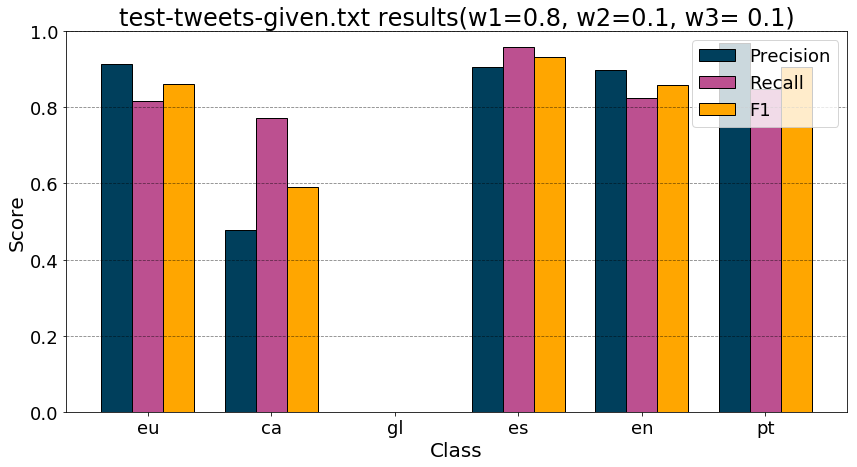 test-tweets-given.txt results(w1=0.8, w2=0.1, w3= 0.1)
1.0
0.8
0.6
0.4
0.2
0.0
Score
Precision
Recall
F1
eu ca gl es en pt
Class